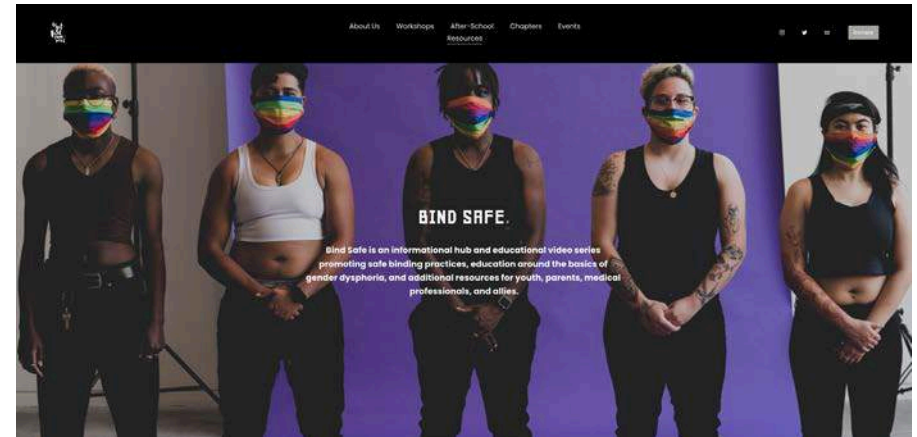 About Us Workshops After-School Chapters Events
Resources
Donate
BIND SAFE.
Bind Safe is an informational hub and educational video series
promoting safe binding practices, education around the basics of
gender dysphoria, and additional resources for youth, parents, medical
professionals, and allies.